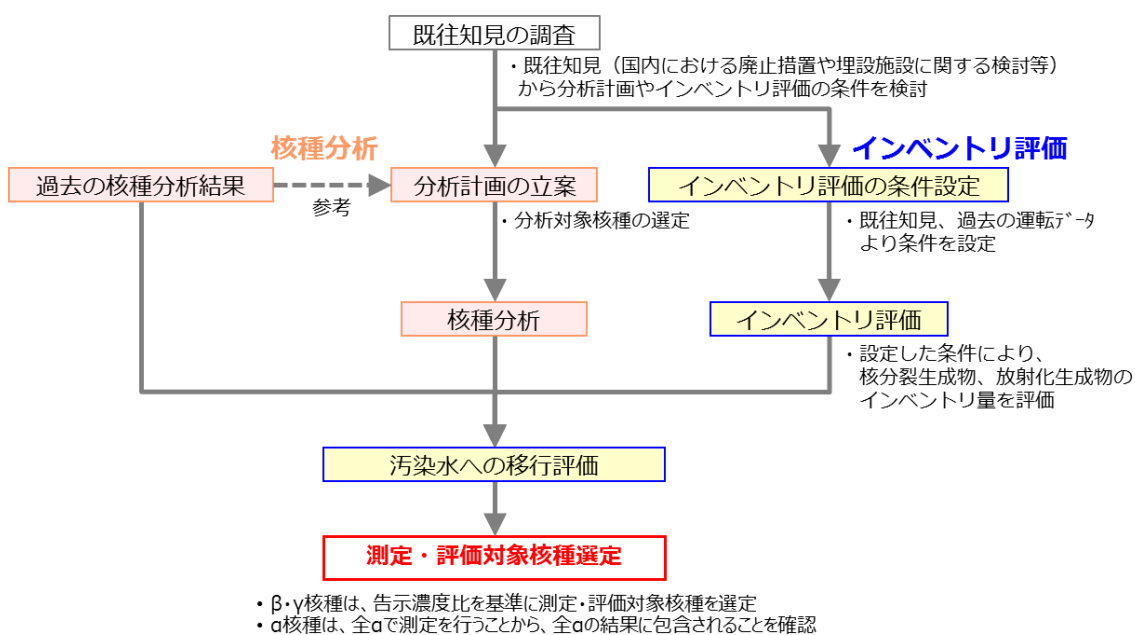 既往知見の調査
・既往知見（国内における廃止措置や埋設施設に関する検討等）
から分析計画やインベントリ評価の条件を検討
核種分析
インベントリ評価
過去の核種分析結果
参考
分析計画の立案
インベントリ評価の条件設定
・分析対象核種の選定
・既往知見、過去の運転ﾃﾞｰﾀ
より条件を設定
核種分析
インベントリ評価
・設定した条件により、
核分裂生成物、放射化生成物の
インベントリ量を評価
汚染水への移行評価
測定・評価対象核種選定
• β・γ核種は、告示濃度比を基準に測定・評価対象核種を選定
• α核種は、全αで測定を行うことから、全αの結果に包含されることを確認